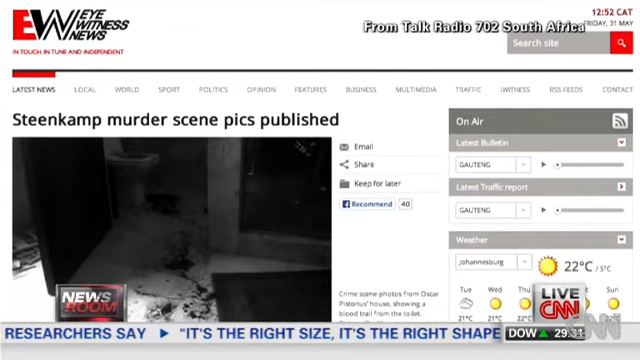 EW EYE WITNESS NEWS
IN TOUCH, IN TUNE AND INDEPENDENT
12:52 CAT
FRIDAY, 31 MAY
From Talk Radio 702 South Africa
Search site
LATEST NEWS LOCAL WORLD SPORT POLITICS OPINION FEATURES BUSINESS MULTIMEDIA TRAFFIC /WITNESS RSS FEEDS CONTACT
Steenkamp murder scene pics published
Email
Share
Keep for later
Recommend 40
Crime scene photos from Oscar
Pistorius' house, showing a
blood trail from the toilet.
On Air
Latest Bulletin
GAUTENG
Latest Traffic report
GAUTENG
Weather
Johannesburg
22°C / 5°C
Tue Wed Thu
21°C 21°C 22°C
NEWS ROOM
LIVE
CNN
RESEARCHERS SAY "IT'S THE RIGHT SIZE, IT'S THE RIGHT SHAPE
DOW 29.31
CNN